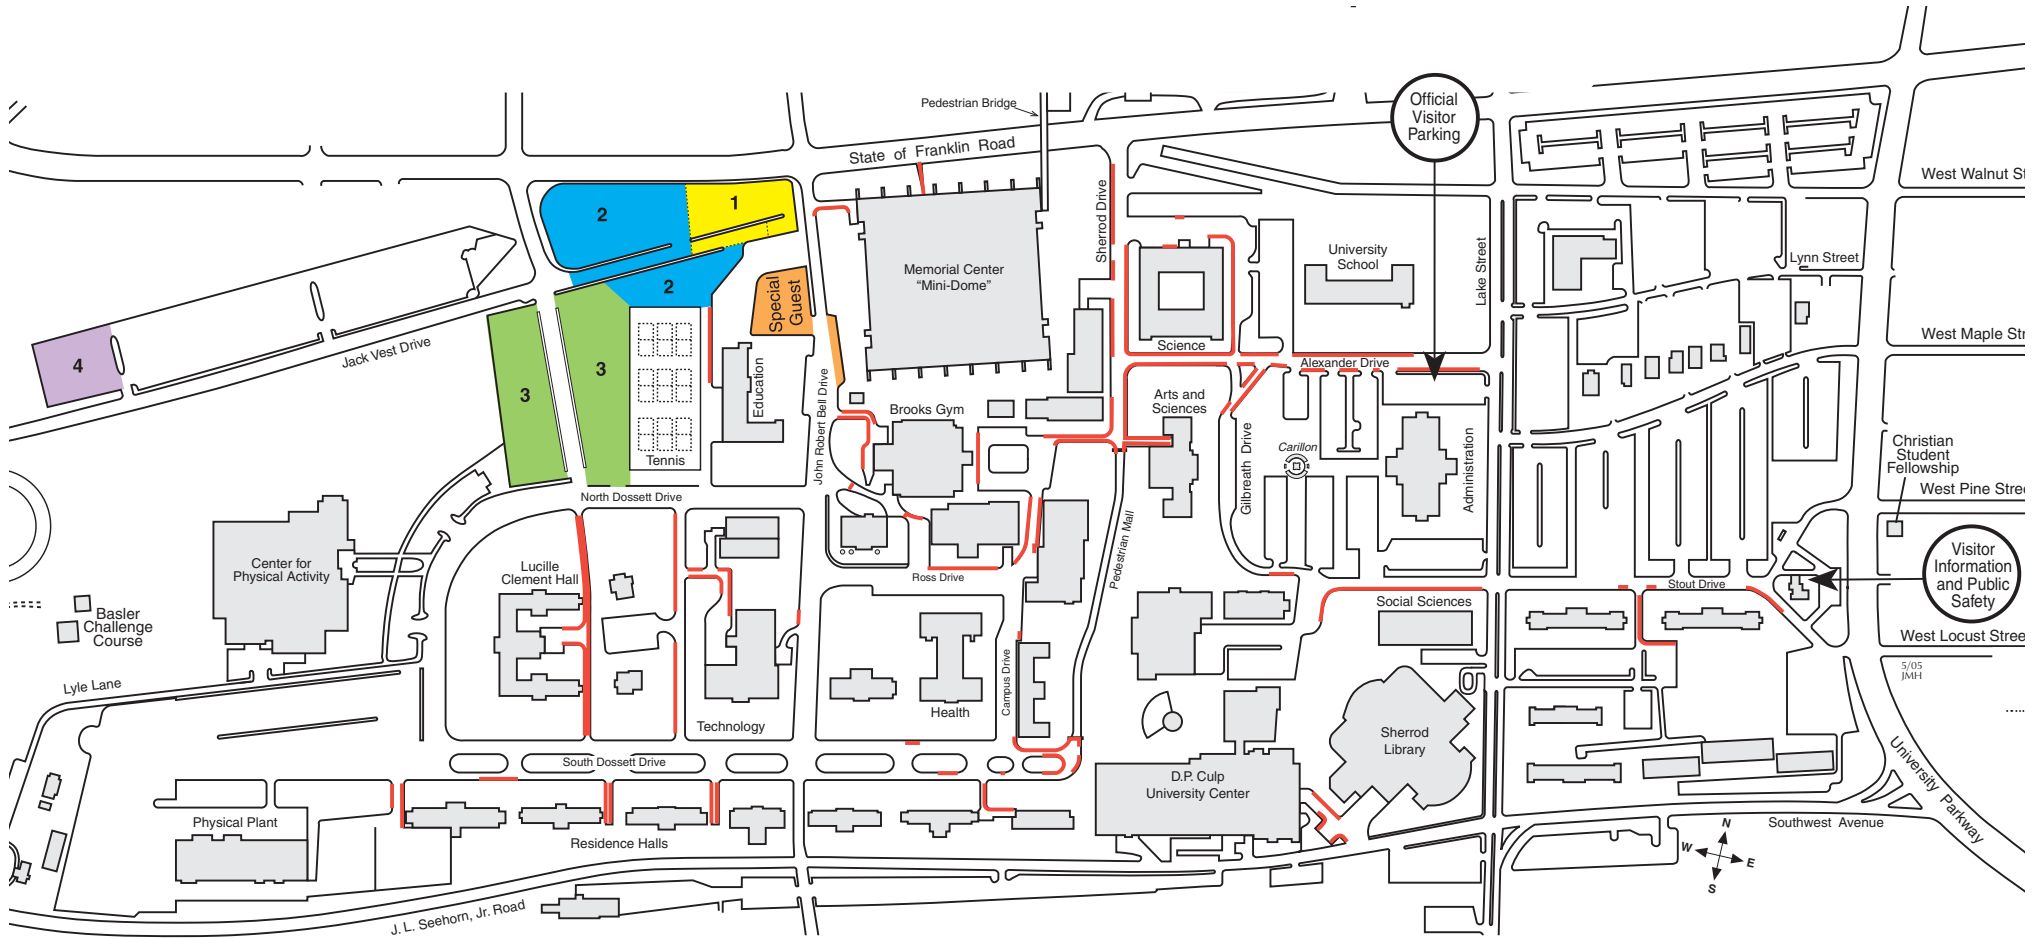 Pedestrian Bridge
Official
Visitor
Parking
State of Franklin Road
West Walnut St
1
2
Sherrod Drive
Lake Street
University
School
Lynn Street
Memorial Center
“Mini-Dome”
2
Special
Guest
West Maple Str
Jack Vest Drive
Science
4
3
3
Alexander Drive
Education
John Robert Bell Drive
Brooks Gym
Arts and
Sciences
Gilbreath Drive
Carillon
Administration
Christian
Student
Fellowship
Tennis
West Pine Stree
North Dossett Drive
Center for
Physical Activity
Lucille
Clement Hall
Ross Drive
Pedestrian Mall
Visitor
Information
and Public
Safety
Stout Drive
Social Sciences
Basler
Challenge
Course
West Locust Stree
5/05
JMH
Lyle Lane
Campus Drive
Health
Technology
Sherrod
Library
South Dossett Drive
D.P. Culp
University Center
University Parkway
Physical Plant
Residence Halls
Southwest Avenue
N
W
E
S
J. L. Seehorn, Jr. Road